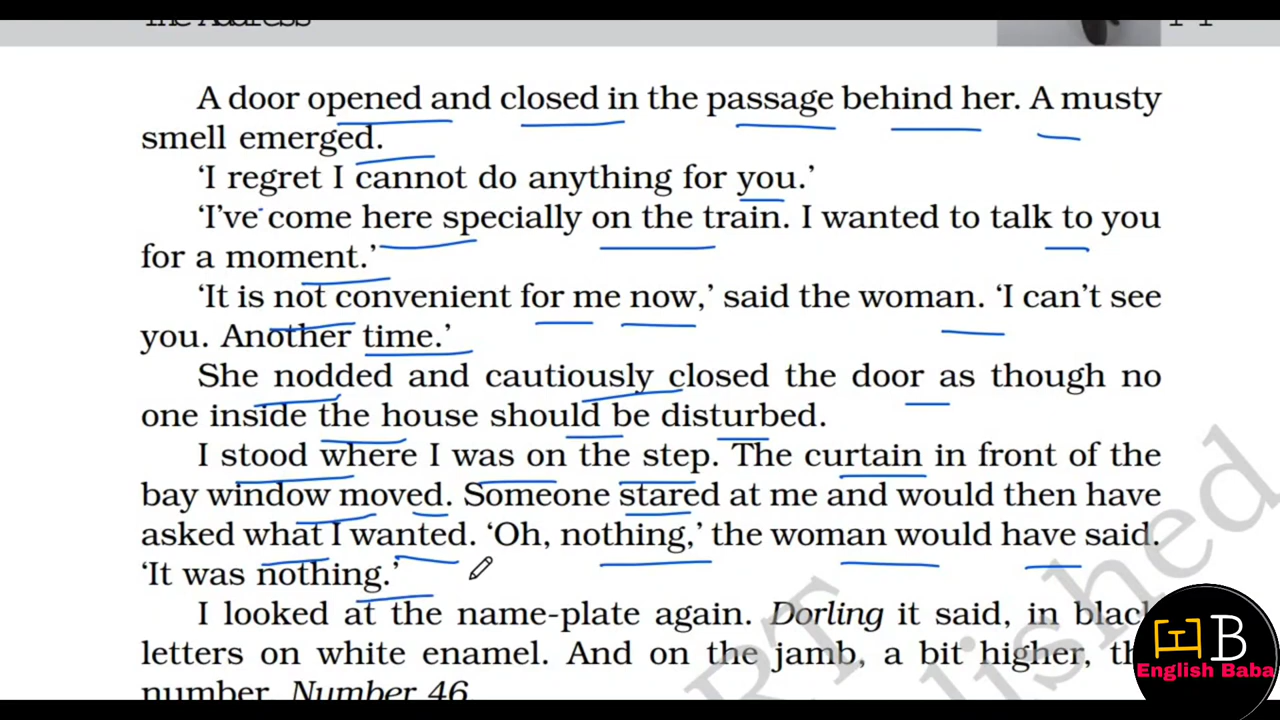 The Address
A door opened and closed in the passage behind her. A musty
smell emerged.
‘I regret I cannot do anything for you.’
‘I’ve come here specially on the train. I wanted to talk to you
for a moment.’
‘It is not convenient for me now,’ said the woman. ‘I can’t see
you. Another time.’
She nodded and cautiously closed the door as though no
one inside the house should be disturbed.
I stood where I was on the step. The curtain in front of the
bay window moved. Someone stared at me and would then have
asked what I wanted. ‘Oh, nothing,’ the woman would have said.
‘It was nothing.’
I looked at the name-plate again. Dorling it said, in black
letters on white enamel. And on the jamb, a bit higher, the
number. Number 46.
EB
English Baba